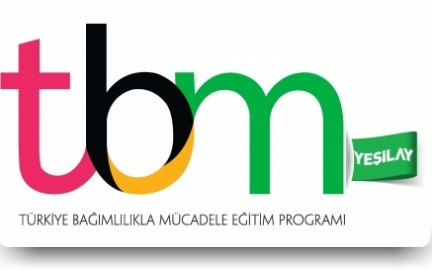 tbm
YEŞİLAY
TÜRKİYE BAĞIMLILIKLA MÜCADELE EĞİTİM PROGRAMI